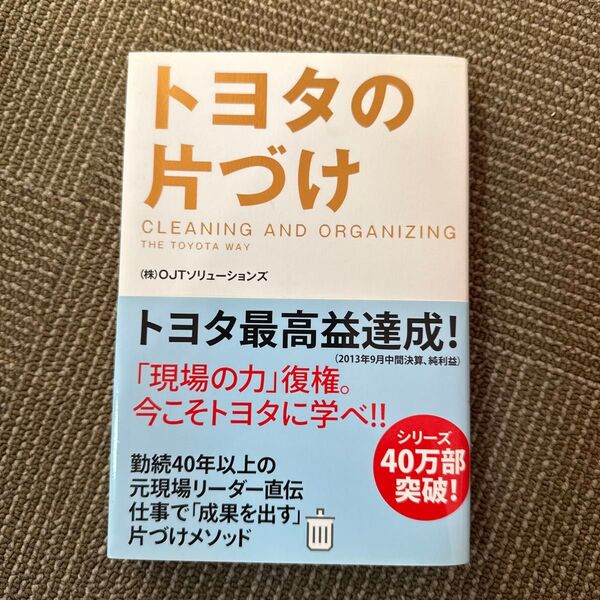 トヨタの
片づけ
CLEANING AND ORGANIZING
THE TOYOTA WAY
(株)OJTソリューションズ
トヨタ最高益達成!
(2013年9月中間決算、純利益)
「現場の力」復権。
今こそトヨタに学べ!!
シリーズ
40万部
突破!
勤続40年以上の
元現場リーダー直伝
仕事で「成果を出す」
片づけメソッド